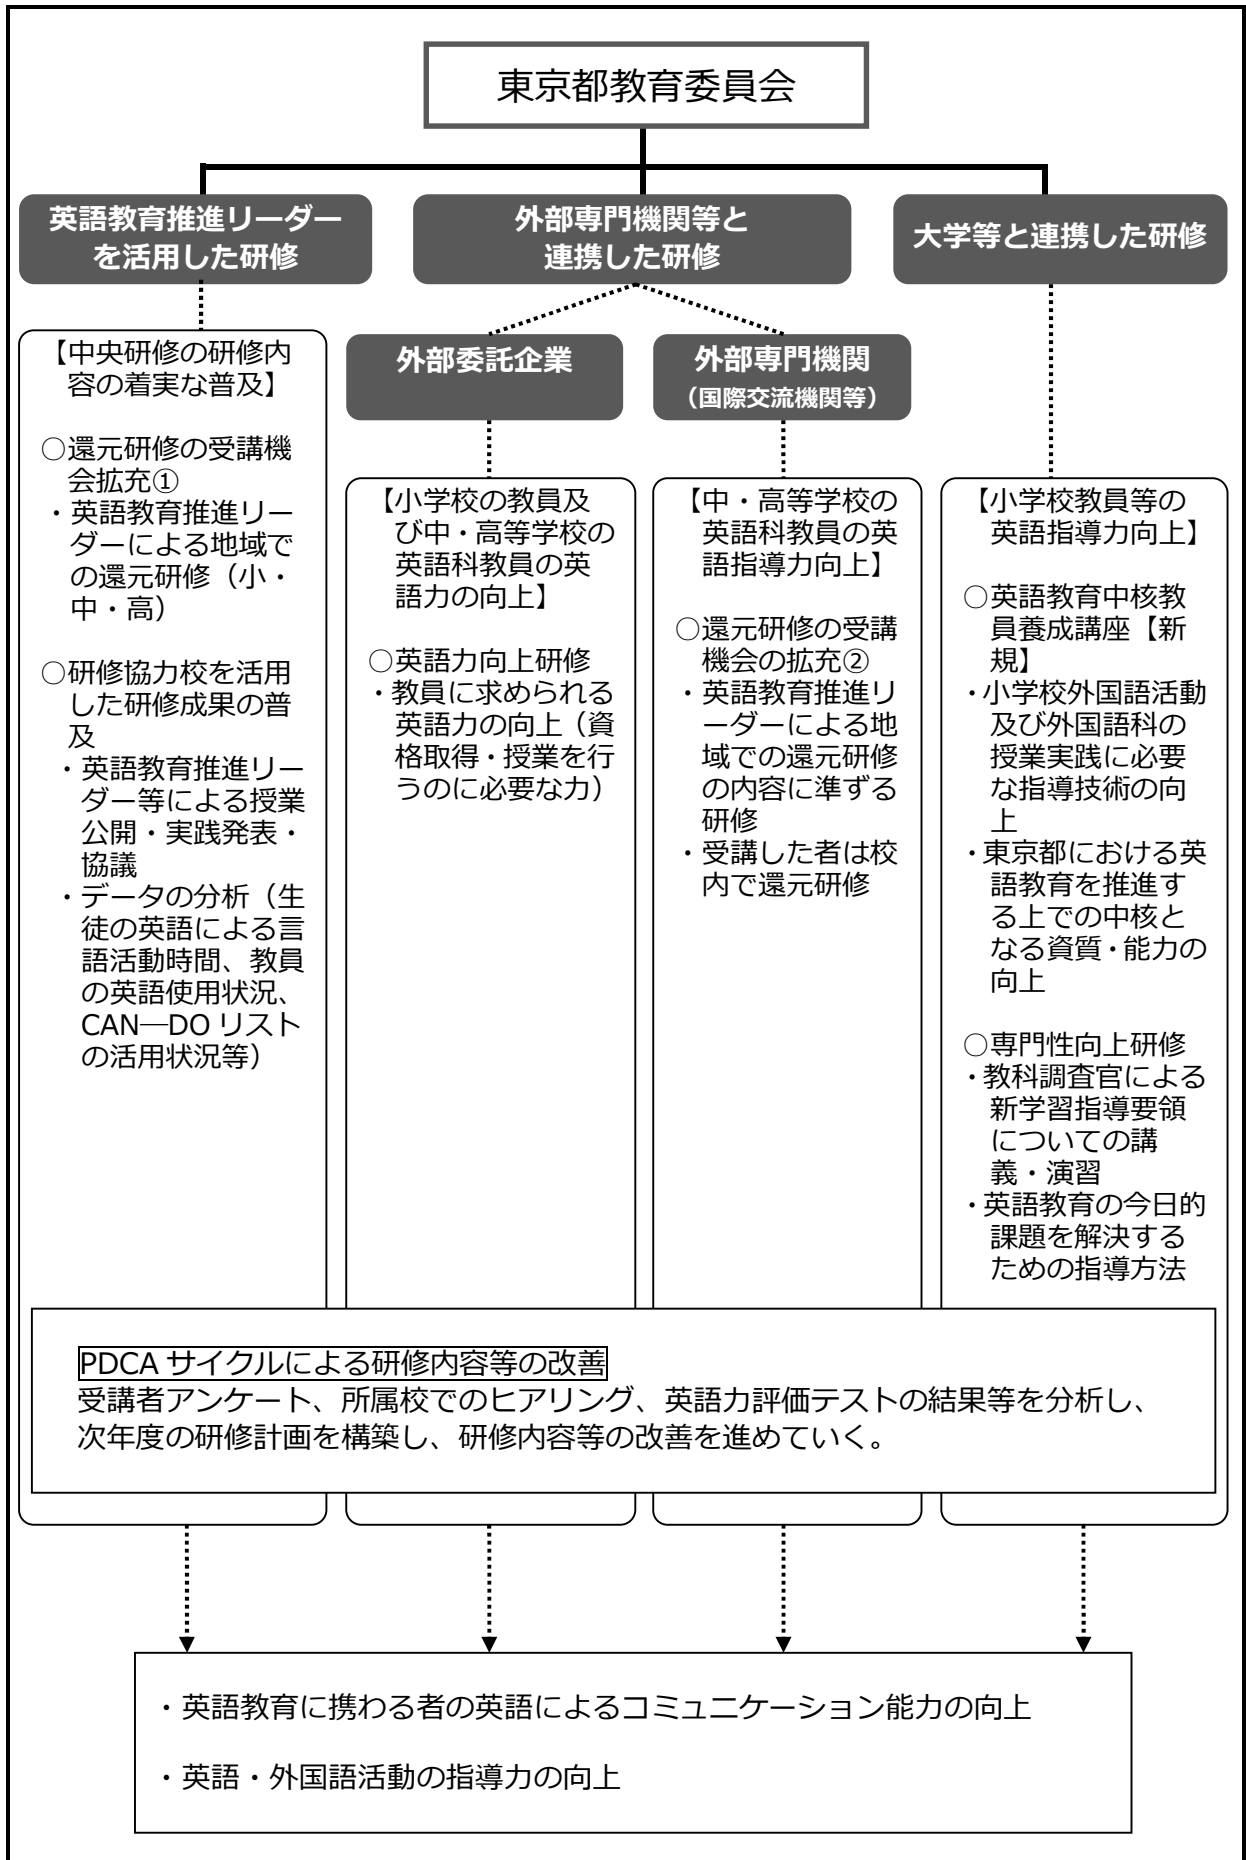 東京都教育委員会
英語教育推進リーダー
を活用した研修
外部専門機関等と
連携した研修
大学等と連携した研修
【中央研修の研修内
容の着実な普及】
○還元研修の受講機
会拡充①
・英語教育推進リー
ダーによる地域で
の還元研修（小・
中・高）
○研修協力校を活用
した研修成果の普
及
・英語教育推進リー
ダー等による授業
公開・実践発表・
協議
・データの分析（生
徒の英語による言
語活動時間、教員
の英語使用状況、
CAN―DO リスト
の活用状況等）
外部委託企業
【小学校の教員及
び中・高等学校の
英語科教員の英
語力の向上】
○英語力向上研修
・教員に求められる
英語力の向上（資
格取得・授業を行
うのに必要な力）
外部専門機関
（国際交流機関等）
【中・高等学校の
英語科教員の英
語指導力向上】
○還元研修の受講
機会の拡充②
・英語教育推進リ
ーダーによる地
域での還元研修
の内容に準ずる
研修
・受講した者は校
内で還元研修
【小学校教員等の
英語指導力向上】
○英語教育中核教
員養成講座【新
規】
・小学校外国語活動
及び外国語科の
授業実践に必要
な指導技術の向
上
・東京都における英
語教育を推進す
る上での中核と
なる資質・能力の
向上
○専門性向上研修
・教科調査官による
新学習指導要領
についての講
義・演習
・英語教育の今日的
課題を解決する
ための指導方法
PDCA サイクルによる研修内容等の改善
受講者アンケート、所属校でのヒアリング、英語力評価テストの結果等を分析し、
次年度の研修計画を構築し、研修内容等の改善を進めていく。
・英語教育に携わる者の英語によるコミュニケーション能力の向上
・英語・外国語活動の指導力の向上